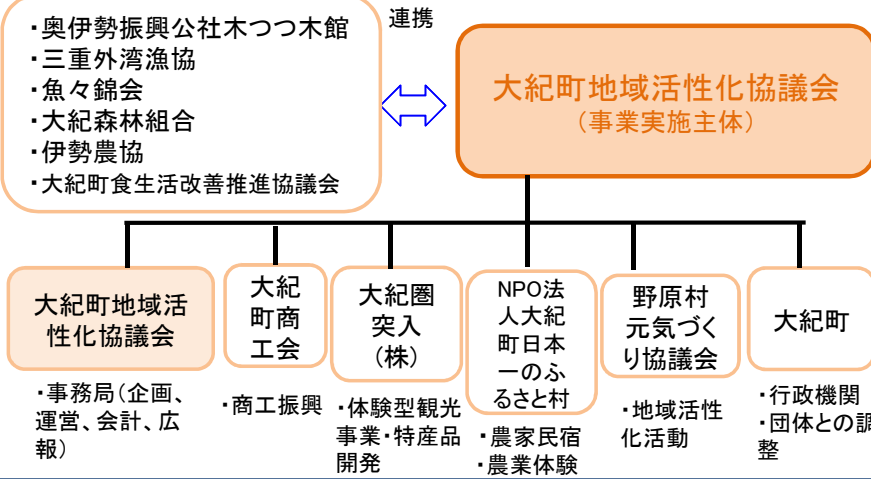 ・奥伊勢振興公社木つつ木館
・三重外湾漁協
・魚々錦会
・大紀森林組合
・伊勢農協
・大紀町食生活改善推進協議会
連携
大紀町地域活性化協議会
（事業実施主体）
大紀町地域活
性化協議会
・事務局（企画、
運営、会計、広
報）
大紀
町商
工会
・商工振興
大紀圏
突入
（株）
・体験型観光
事業・特産品
開発
NPO法
人大紀
町日本
一のふ
るさと村
・農家民宿
・農業体験
野原村
元気づく
り協議会
・地域活性
化活動
大紀町
・行政機関
・団体との調
整